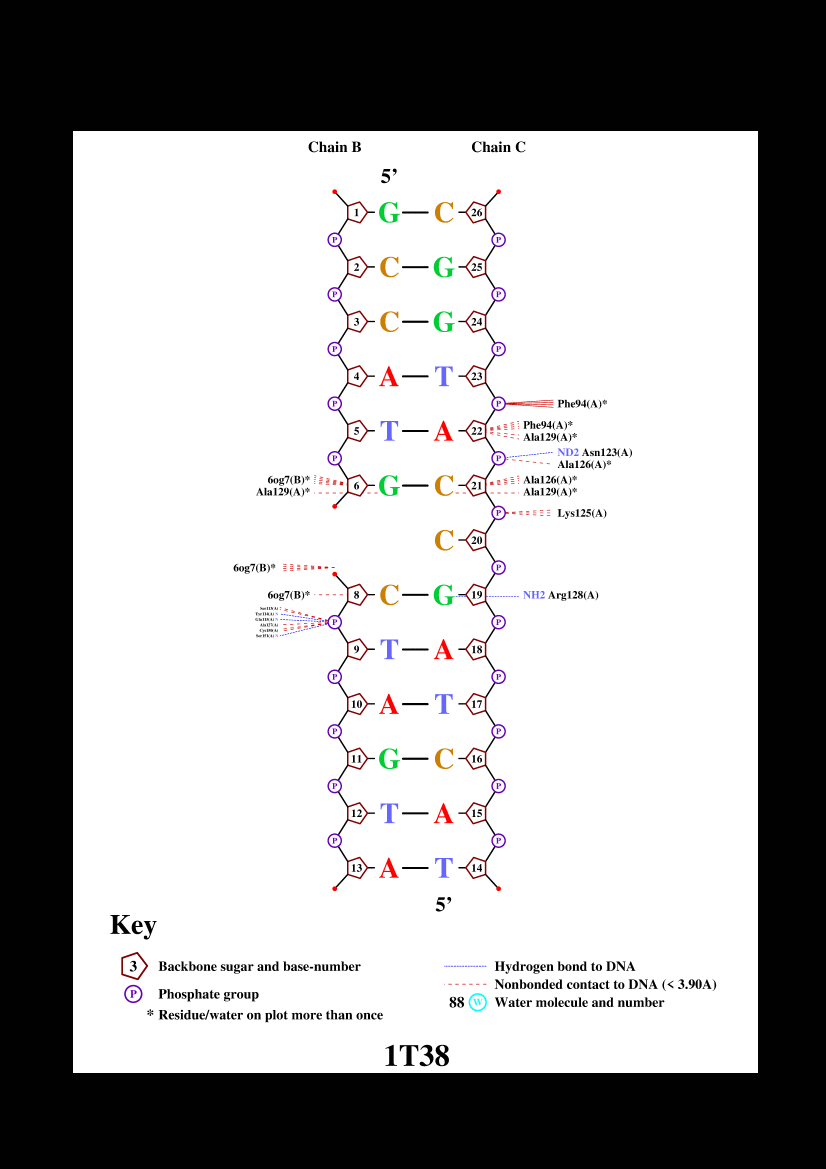 Chain B Chain C
5’
1 G C 26
P P
2 C G 25
P P
3 C G 24
P P
4 A T 23
P P Phe94(A)*
Phe94(A)*
5 T A 22
Ala129(A)*
P P ND2 Asn123(A)
Ala126(A)*
6og7(B)* Ala126(A)*
6 G C 21
Ala129(A)* Ala129(A)*
P Lys125(A)
C 20
6og7(B)* P
6og7(B)* 8 C G 19 NH2 Arg128(A)
P P
9 T A 18
P P
10 A T 17
P P
11 G C 16
P P
12 T A 15
P P
13 A T 14
5’
Key
3 Backbone sugar and base-number
P Phosphate group
* Residue/water on plot more than once
Hydrogen bond to DNA
Nonbonded contact to DNA (< 3.90A)
88 W Water molecule and number
1T38